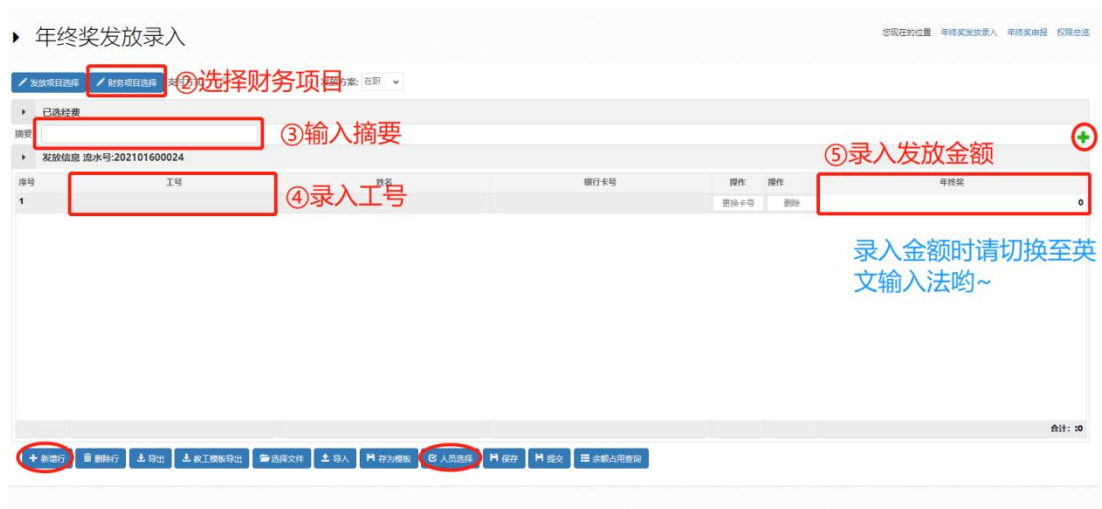 年终奖发放录入
您现在的位置 年终奖发放录入 年终奖申报 权限总览
发放项目选择 财务项目选择 ②选择财务项目 方案: 在职
已选经费
摘要 ③输入摘要
发放信息 流水号:202101600024 ⑤录入发放金额
序号 工号 姓名 银行卡号 操作 操作 年终奖
1 ④录入工号 更换卡号 删除 0
录入金额时请切换至英
文输入法哟~
合计: :0
新增行 删除行 导出 教工模板导出 选择文件 导入 存为模板 人员选择 保存 提交 余额占用查询